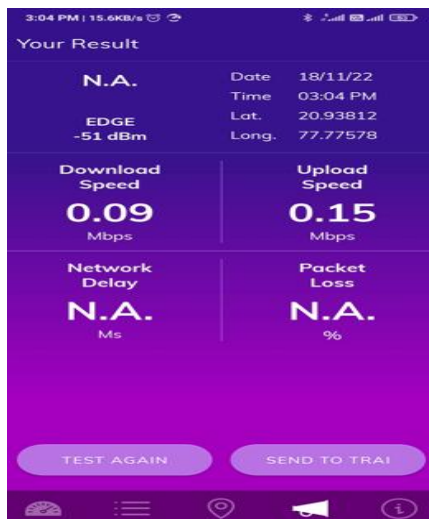 3:04 PM | 15.6KB/s
Your Result
N.A.
EDGE
-51 dBm
Date 18/11/22
Time 03:04 PM
Lat. 20.93812
Long. 77.77578
Download
Speed
0.09
Mbps
Upload
Speed
0.15
Mbps
Network
Delay
N.A.
Ms
Packet
Loss
N.A.
%
TEST AGAIN
SEND TO TRAI